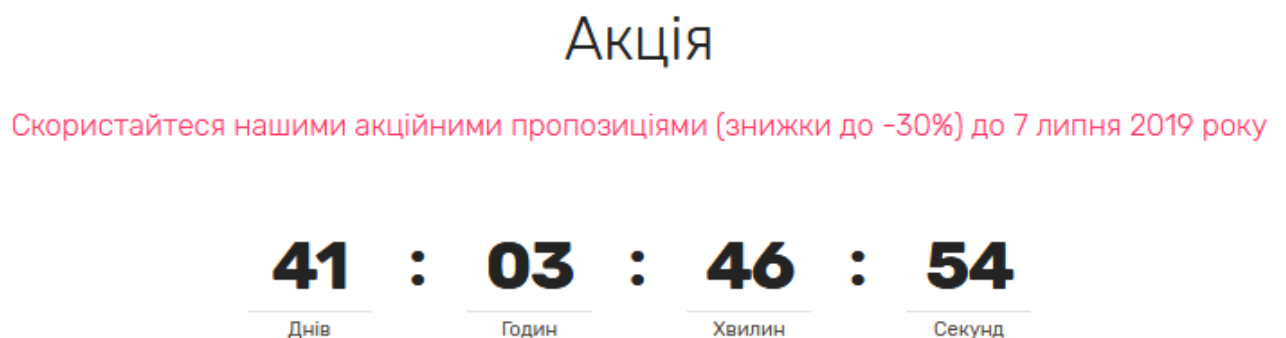 Акція
Скористайтеся нашими акційними пропозиціями (знижки до -30%) до 7 липня 2019 року
41 : 03 : 46 : 54
Днів Годин Хвилин Секунд